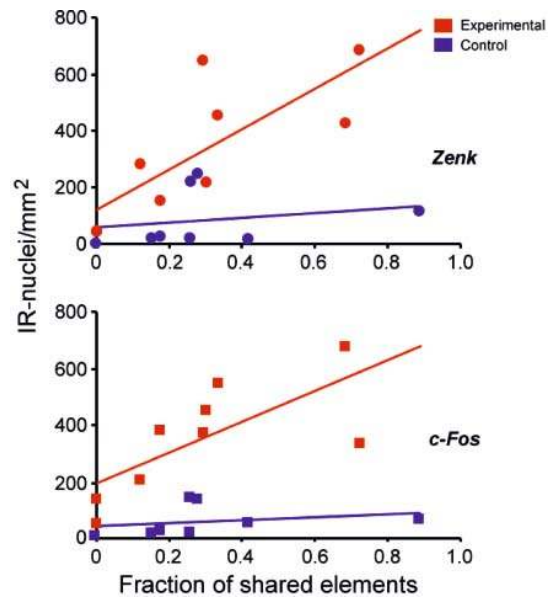 800
Experimental
Control
600
400
Zenk
200
0
0 0.2 0.4 0.6 0.8 1.0
IR-nuclei/mm²
800
600
400
c-Fos
200
0
0 0.2 0.4 0.6 0.8 1.0
Fraction of shared elements